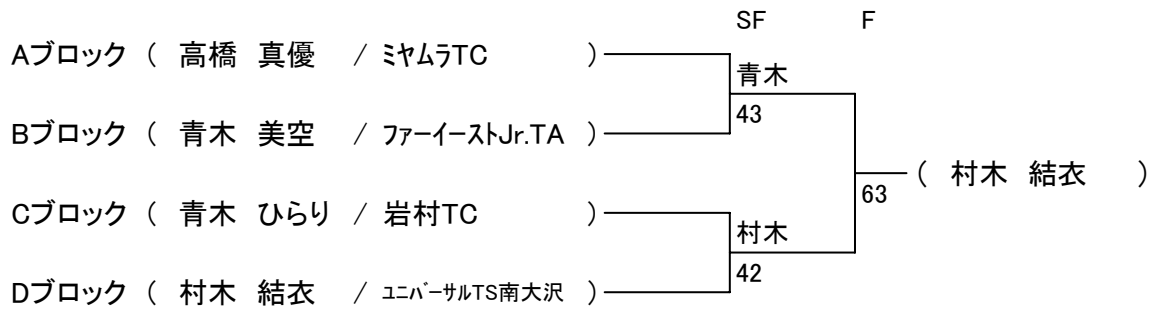 SF F
Aブロック （ 高橋 真優 / ミヤムラTC ）
青木
43
Bブロック （ 青木 美空 / ファーイーストJr.TA ）
（ 村木 結衣 ）
63
Cブロック （ 青木 ひらり / 岩村TC ）
村木
42
Dブロック （ 村木 結衣 / ユニバーサルTS南大沢 ）